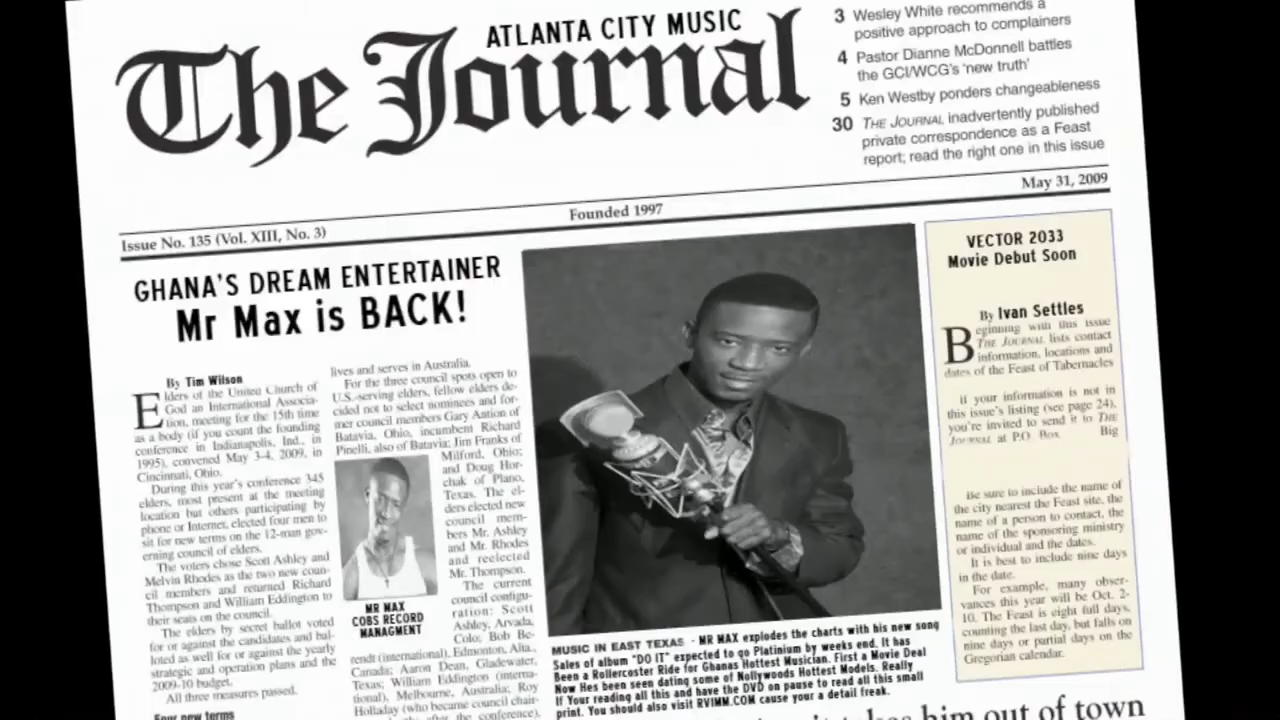 ATLANTA CITY MUSIC
The Journal
3 Wesley White recommends a
positive approach to complainers
4 Pastor Dianne McDonnell battles
the GCI/WCG's 'new truth'
5 Ken Westby ponders changeableness
30 THE JOURNAL inadvertently published
private correspondence as a Feast
report; read the right one in this issue
Issue No. 135 (Vol. XIII, No. 3)
Founded 1997
May 31, 2009
GHANA'S DREAM ENTERTAINER
Mr Max is BACK!
By Tim Wilson
Elders of the United Church of
God an International Associa-
tion, meeting for the 15th time
as a body (if you count the founding
conference in Indianapolis, Ind., in
1995), convened May 3-4, 2009, in
Cincinnati, Ohio.
During this year's conference 345
elders, most present at the meeting
location but others participating by
phone or Internet, elected four men to
sit for new terms on the 12-man gov-
erning council of elders.
The voters chose Scott Ashley and
Melvin Rhodes as the two new coun-
cil members and returned Richard
Thompson and William Eddington to
their seats on the council.
The elders by secret ballot voted
for or against the candidates and bal-
loted as well for or against the yearly
strategic and operation plans and the
2009-10 budget.
All three measures passed.
Four new terms
lives and serves in Australia.
For the three council spots open to
U.S.-serving elders, fellow elders de-
cided not to select nominees and for-
mer council members Gary Antion of
Batavia, Ohio, incumbent Richard
Pinelli, also of Batavia; Jim Franks of
Milford, Ohio;
and Doug Hor-
chak of Plano,
Texas. The el-
ders elected new
council mem-
bers Mr. Ashley
and Mr. Rhodes
and reelected
Mr. Thompson.
The current
council configu-
ration: Scott
Ashley, Arvada,
Colo; Bob Be-
rendt (international), Edmonton, Alta.,
Canada; Aaron Dean, Gladewater,
Texas; William Eddington (interna-
tional), Melbourne, Australia; Roy
Holladay (who became council chair-
after the conference),
MR MAX
COBS RECORD
MANAGMENT
MUSIC IN EAST TEXAS - MR MAX explodes the charts with his new song
Sales of album "DO IT" expected to go Platinium by weeks end. It has
Been a Rollercoster Ride for Ghanas Hottest Musician. First a Movie Deal
Now Hes been seen dating some of Nollywoods Hottest Models. Really
If Your reading all this and have the DVD on pause to read all this small
print. You should also visit RVIMM.COM cause your a detail freak.
takes him out of town
VECTOR 2033
Movie Debut Soon
By Ivan Settles
Beginning with this issue
THE JOURNAL lists contact
information, locations and
dates of the Feast of Tabernacles
If your information is not in
this issue's listing (see page 24),
you're invited to send it to THE
JOURNAL at P.O. Box Big
Be sure to include the name of
the city nearest the Feast site, the
name of a person to contact, the
name of the sponsoring ministry
or individual and the dates.
It is best to include nine days
in the date.
For example, many obser-
vances this year will be Oct. 2-
10. The Feast is eight full days,
counting the last day, but falls on
nine days or partial days on the
Gregorian calendar.